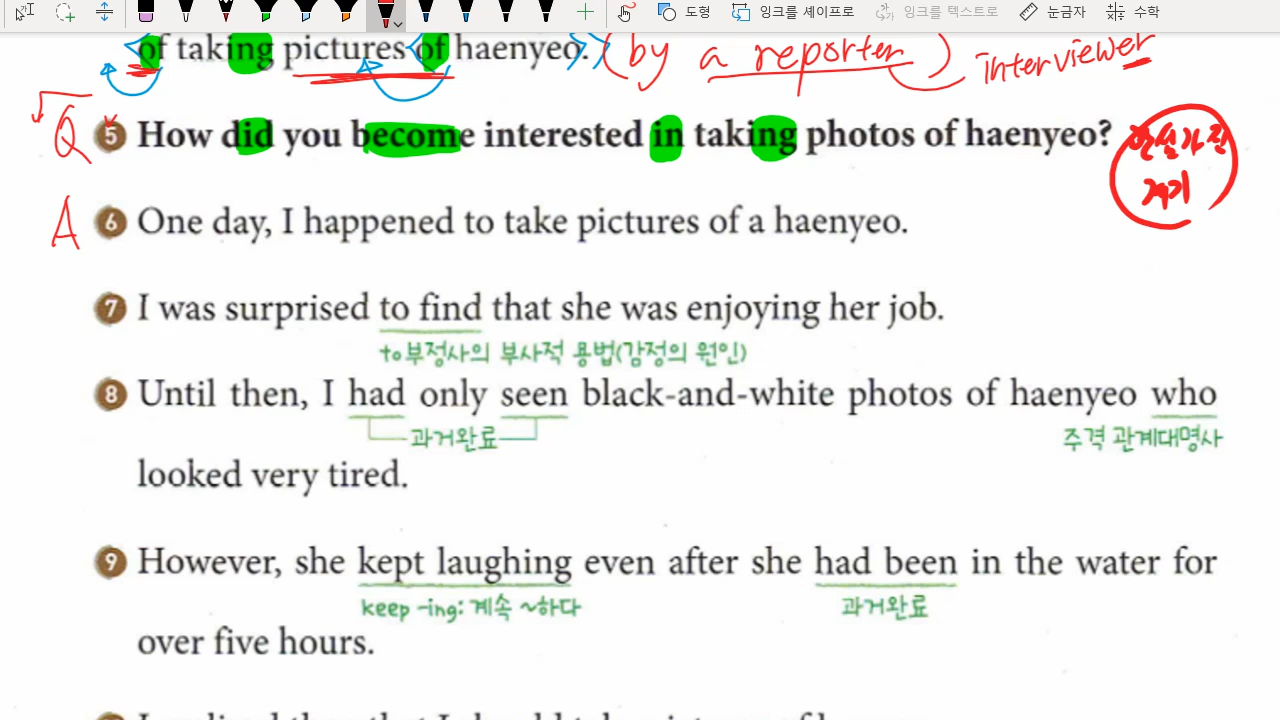 도형 잉크를 셰이프로 잉크를 텍스트로 눈금자 수학
of taking pictures of haenyeo. (by a reporter) interviewer
Q 5 How did you become interested in taking photos of haenyeo? 관심가진 계기
A 6 One day, I happened to take pictures of a haenyeo.
7 I was surprised to find that she was enjoying her job.
to부정사의 부사적 용법(감정의 원인)
8 Until then, I had only seen black-and-white photos of haenyeo who
과거완료 주격 관계대명사
looked very tired.
9 However, she kept laughing even after she had been in the water for
keep -ing: 계속 ~하다 과거완료
over five hours.